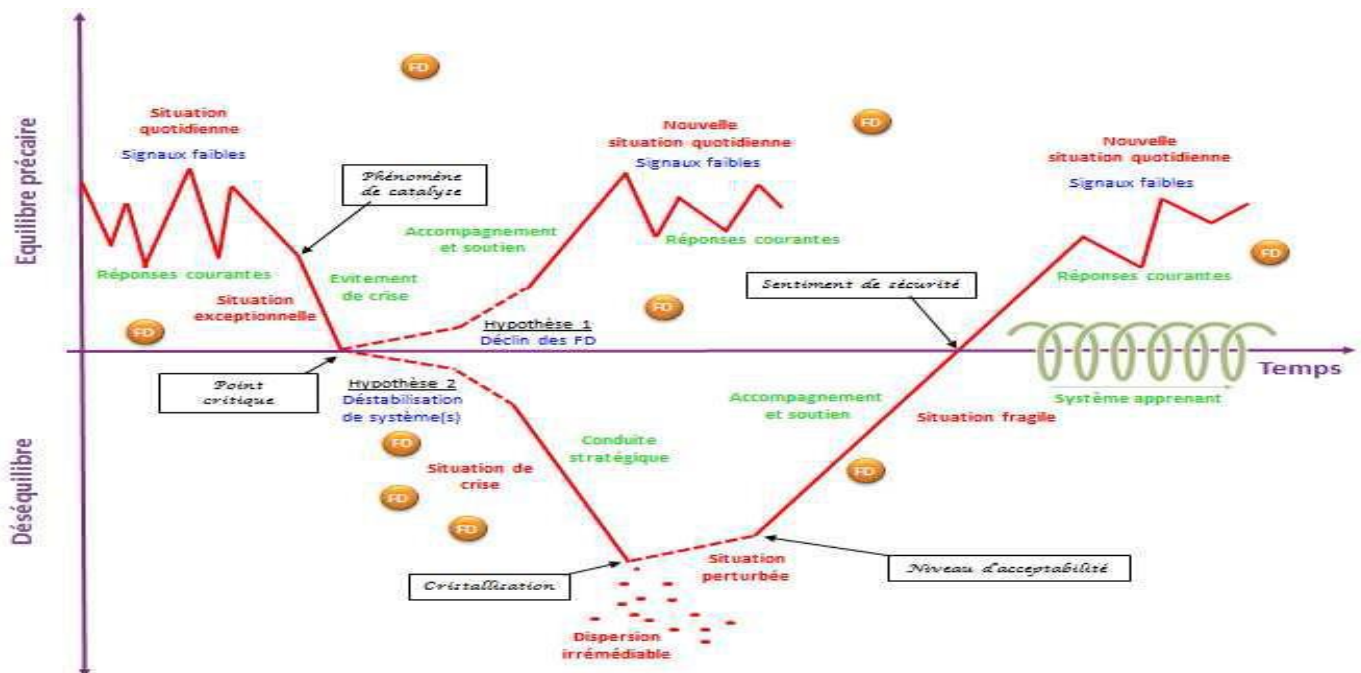 FD
Situation
quotidienne
Signaux faibles
Phénomène
de catalyse
Réponses courantes
Situation
exceptionnelle
FD
Evitement
de crise
Accompagnement
et soutien
Nouvelle
situation quotidienne
Signaux faibles
Réponses courantes
FD
FD
Hypothèse 1
Déclin des FD
Sentiment de sécurité
Nouvelle
situation quotidienne
Signaux faibles
Réponses courantes
FD
Equilibre précaire
Temps
Système apprenant
Point
critique
Hypothèse 2
Déstabilisation
de système(s)
FD
FD
FD
Situation de
crise
Conduite
stratégique
Accompagnement
et soutien
Situation fragile
FD
Cristallisation
Situation
perturbée
Niveau d'acceptabilité
Dispersion
irrémédiable
Déséquilibre